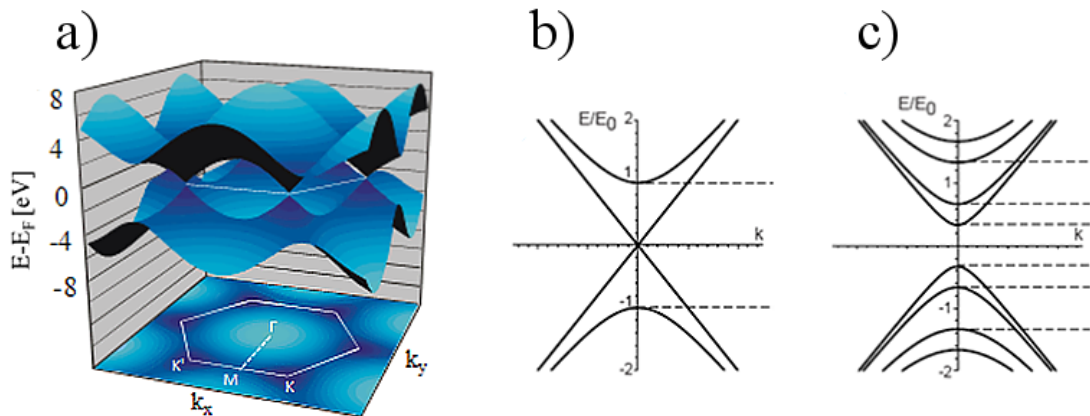 a)
8
4
0
-4
-8
E-E_F [eV]
Γ
K'
M
K
k_x
k_y
b)
E/E_0
2
1
k
-1
-2
c)
E/E_0
2
1
k
-1
-2